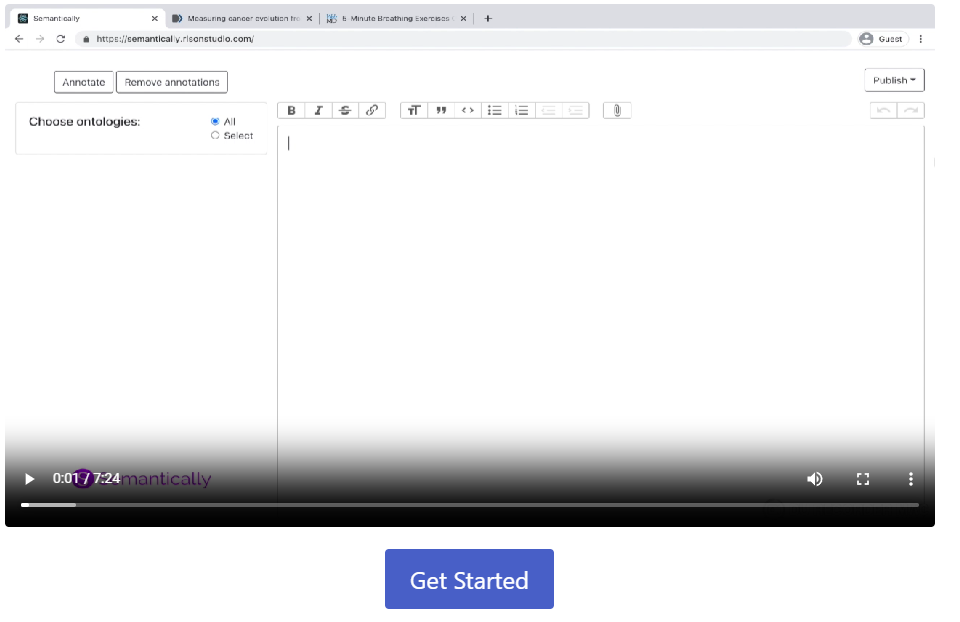 Semantically
Measuring cancer evolution fro
5-Minute Breathing Exercises
https://semantically.risonstudio.com/
Guest
Annotate Remove annotations
Publish
Choose ontologies:
All
Select
B I S
0:01 / 7:24
Semantically
Get Started